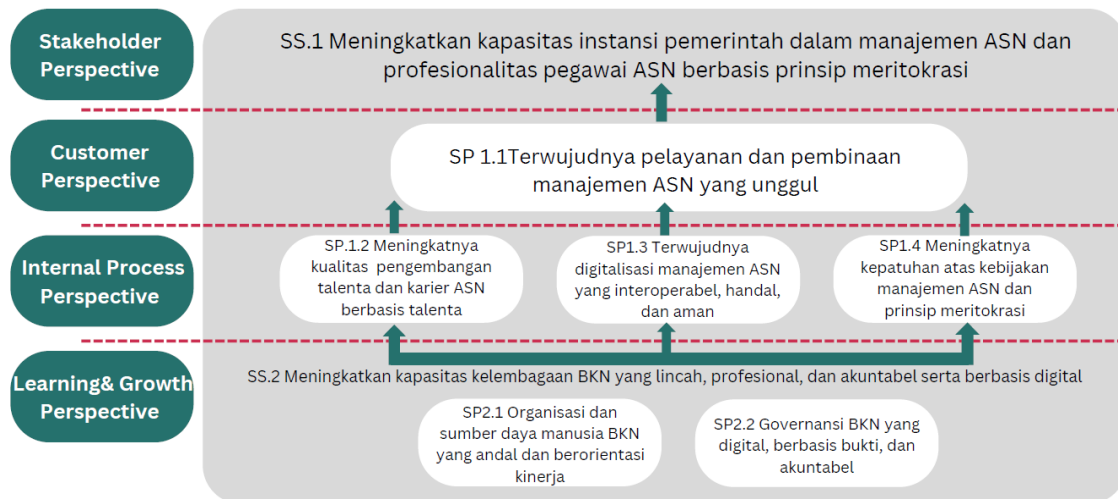 Stakeholder
Perspective
SS.1 Meningkatkan kapasitas instansi pemerintah dalam manajemen ASN dan
profesionalitas pegawai ASN berbasis prinsip meritokrasi
Customer
Perspective
SP 1.1Terwujudnya pelayanan dan pembinaan
manajemen ASN yang unggul
Internal Process
Perspective
SP.1.2 Meningkatnya
kualitas pengembangan
talenta dan karier ASN
berbasis talenta
SP1.3 Terwujudnya
digitalisasi manajemen ASN
yang interoperabel, handal,
dan aman
SP1.4 Meningkatnya
kepatuhan atas kebijakan
manajemen ASN dan
prinsip meritokrasi
Learning& Growth
Perspective
SS.2 Meningkatkan kapasitas kelembagaan BKN yang lincah, profesional, dan akuntabel serta berbasis digital
SP2.1 Organisasi dan
sumber daya manusia BKN
yang andal dan berorientasi
kinerja
SP2.2 Governansi BKN yang
digital, berbasis bukti, dan
akuntabel